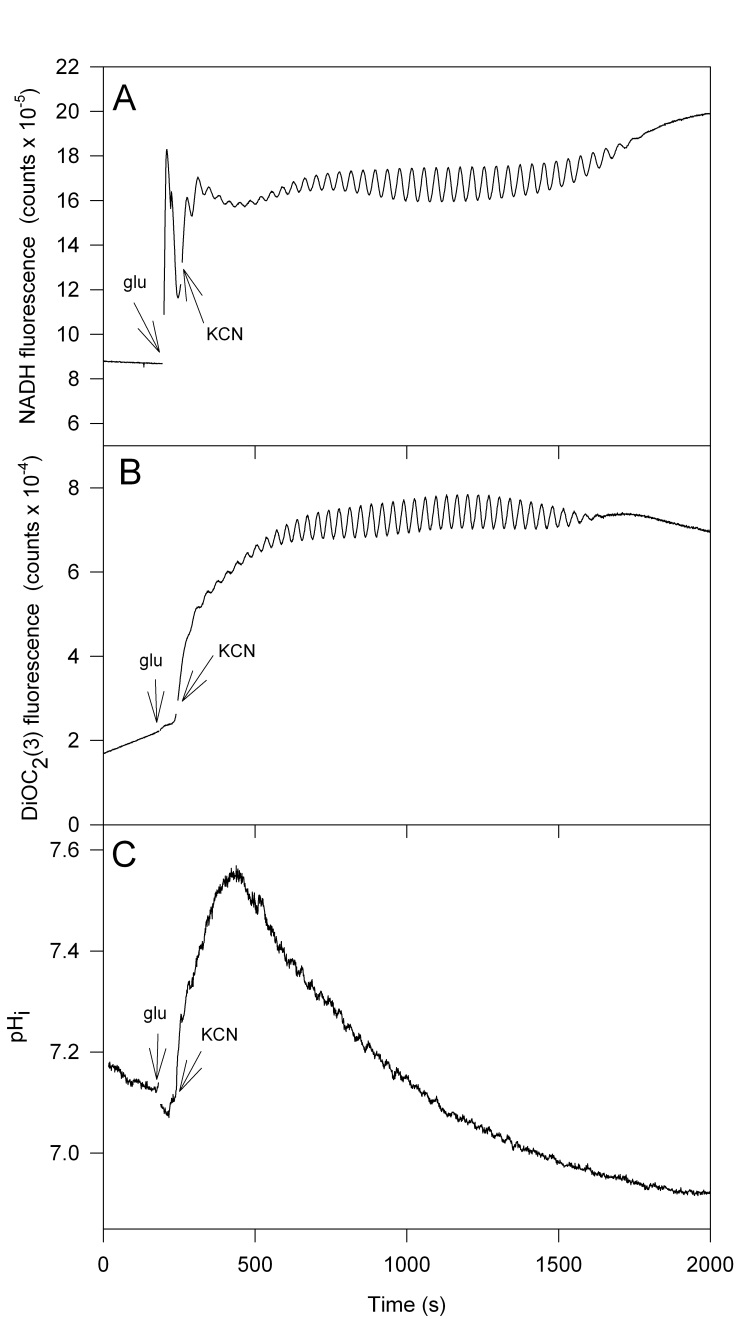 A
NADH fluorescence (counts x 10-5)
22
20
18
16
14
12
10
8
6
glu
KCN
B
DiOC2(3) fluorescence (counts x 10-4)
8
6
4
2
0
glu
KCN
C
pHi
7.6
7.4
7.2
7.0
glu
KCN
0 500 1000 1500 2000
Time (s)